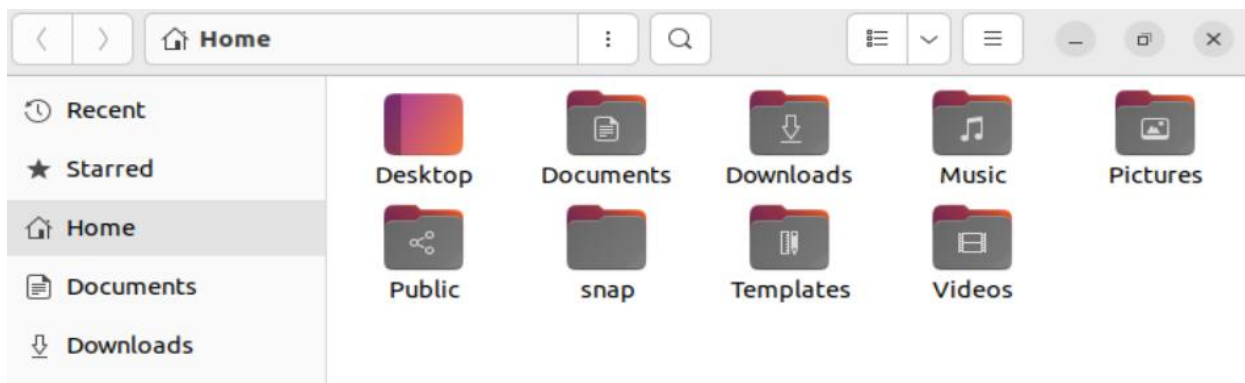 Home
Recent
Starred
Home
Documents
Downloads
Desktop Documents Downloads Music Pictures
Public snap Templates Videos